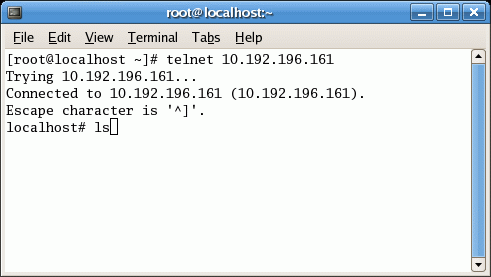 root@localhost:~
File Edit View Terminal Tabs Help
[root@localhost ~]# telnet 10.192.196.161
Trying 10.192.196.161...
Connected to 10.192.196.161 (10.192.196.161).
Escape character is '^]'.
localhost# ls